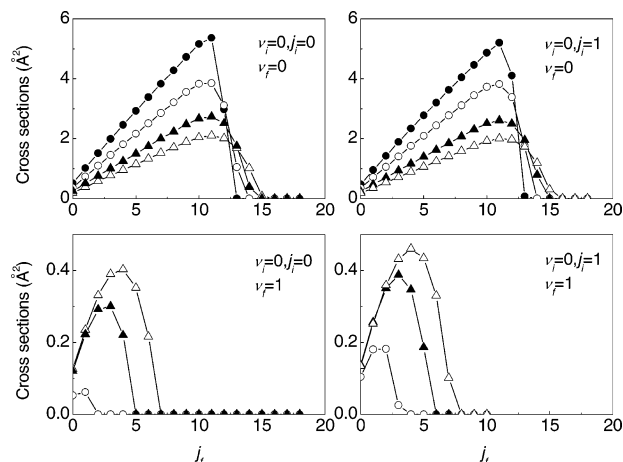 6
4
2
0
0 5 10 15 20
Cross sections (Å²)
νi=0,ji=0
νf=0
6
4
2
0
0 5 10 15 20
νi=0,ji=1
νf=0
0.4
0.2
0.0
0 5 10 15 20
Cross sections (Å²)
jf
νi=0,ji=0
νf=1
0.4
0.2
0.0
0 5 10 15 20
jf
νi=0,ji=1
νf=1